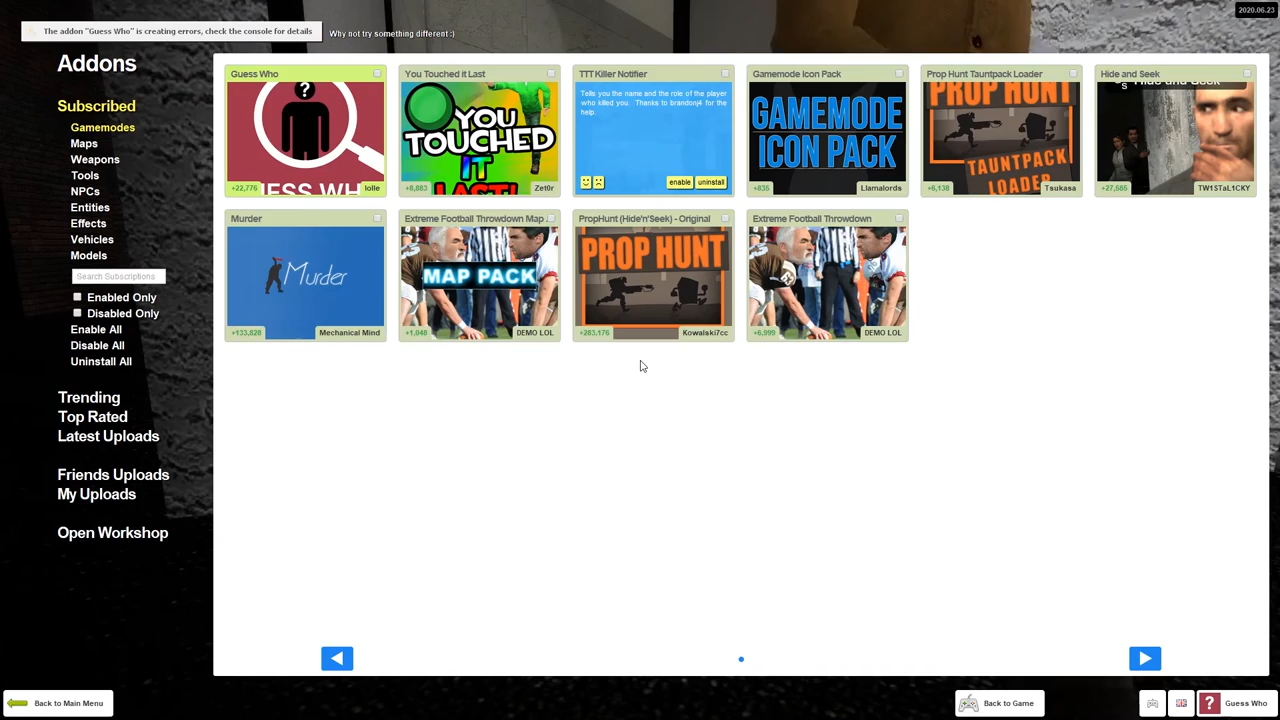 The addon "Guess Who" is creating errors, check the console for details
Why not try something different :)
2020.06.23
Addons
Subscribed
Gamemodes
Maps
Weapons
Tools
NPCs
Entities
Effects
Vehicles
Models
Search Subscriptions
Enabled Only
Disabled Only
Enable All
Disable All
Uninstall All
Trending
Top Rated
Latest Uploads
Friends Uploads
My Uploads
Open Workshop
Guess Who
?
+22,776
lolle
You Touched it Last
YOU
TOUCHED
IT
LAST!
+8,883
Zet0r
TTT Killer Notifier
Tells you the name and the role of the player
who killed you. Thanks to brandonj4 for the
help.
enable
uninstall
Gamemode Icon Pack
GAMEMODE
ICON PACK
+835
Llamalords
Prop Hunt Tauntpack Loader
PROP HUNT
TAUNTPACK
LOADER
+6,138
Tsukasa
Hide and Seek
Hide and Seek
+27,585
TW1STaL1CKY
Murder
Murder
+133,828
Mechanical Mind
Extreme Football Throwdown Map
MAP PACK
+1,048
DEMO LOL
PropHunt (Hide'n'Seek) - Original
PROP HUNT
+283,176
Kowalski7cc
Extreme Football Throwdown
+6,999
DEMO LOL
Back to Main Menu
Back to Game
? Guess Who